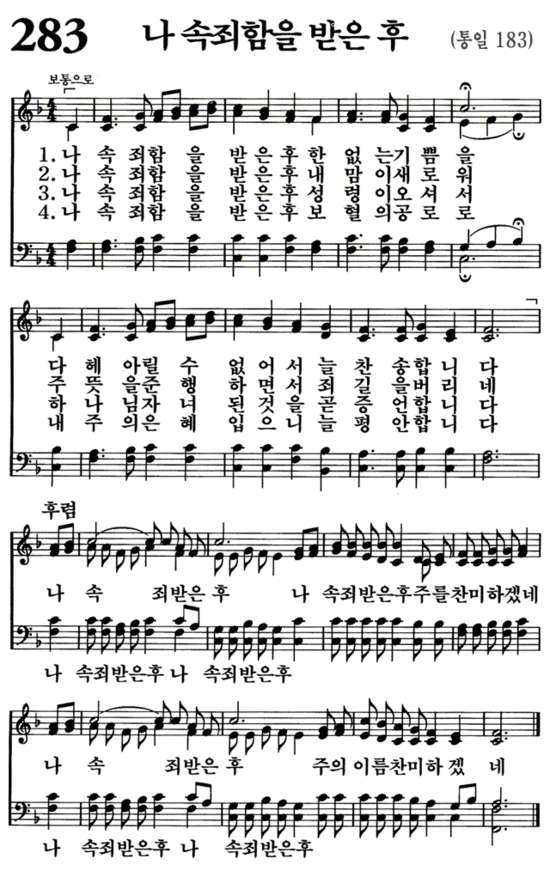 283 나 속죄함을 받은 후 (통일 183)
보통으로
1. 나 속 죄함 을 받 은 후 한 없 는기 쁨 을
2. 나 속 죄함 을 받 은 후 내 맘 이새 로 워
3. 나 속 죄함 을 받 은 후 성 령 이오 셔 서
4. 나 속 죄함 을 받 은 후 보 혈 의공 로 로
다 헤 아릴 수 없 어 서 늘 찬 송합 니 다
주 뜻 을준 행 하 면 서 죄 길 을버 리 네
하 나 님자 녀 된 것 을 곧 증 언합 니 다
내 주 의은 혜 입 으 니 늘 평 안합 니 다
후렴
나 속 죄받은 후 나 속죄받은후주를찬미하겠네
나 속죄받은후 나 속죄받은후
나 속 죄받은 후 주의 이름찬미하 겠 네
나 속죄받은후 나 속죄받은후